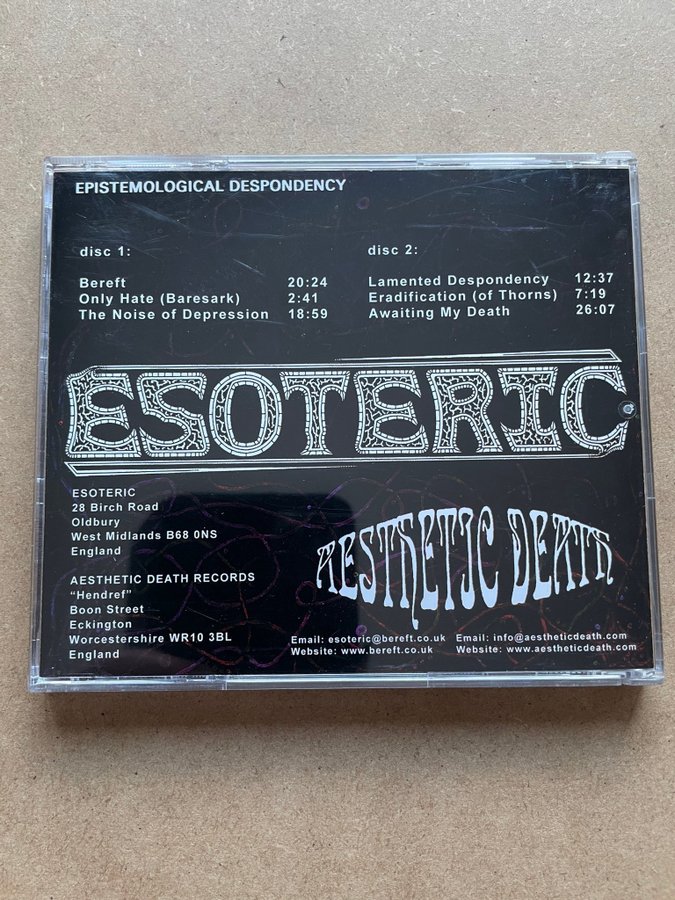 EPISTEMOLOGICAL DESPONDENCY
disc 1:
Bereft 20:24
Only Hate (Baresark) 2:41
The Noise of Depression 18:59
disc 2:
Lamented Despondency 12:37
Eradification (of Thorns) 7:19
Awaiting My Death 26:07
ESOTERIC
ESOTERIC
28 Birch Road
Oldbury
West Midlands B68 0NS
England
AESTHETIC DEATH RECORDS
“Hendref”
Boon Street
Eckington
Worcestershire WR10 3BL
England
AESTHETIC DEATH
Email: esoteric@bereft.co.uk
Website: www.bereft.co.uk
Email: info@aestheticdeath.com
Website: www.aestheticdeath.com